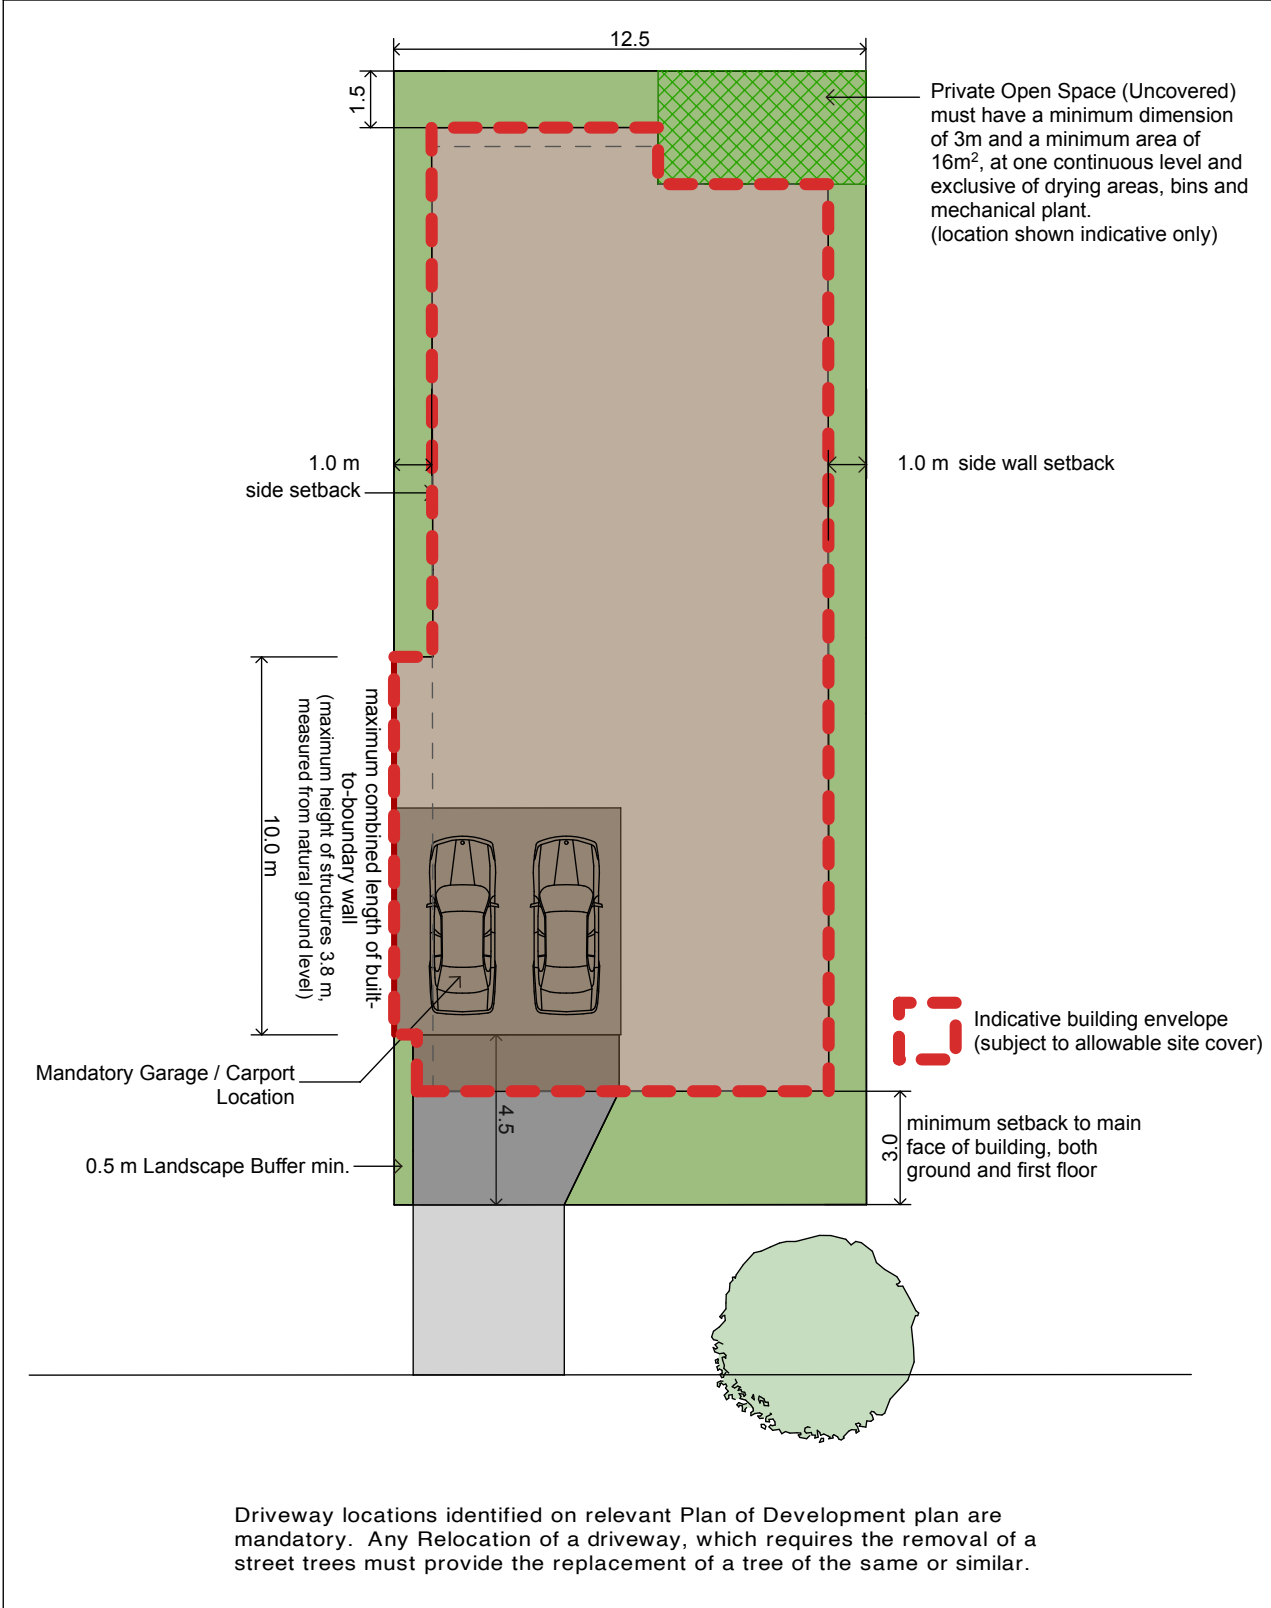 12.5
1.5
Private Open Space (Uncovered)
must have a minimum dimension
of 3m and a minimum area of
16m², at one continuous level and
exclusive of drying areas, bins and
mechanical plant.
(location shown indicative only)
1.0 m
side setback
1.0 m side wall setback
maximum combined length of built-
to-boundary wall
(maximum height of structures 3.8 m,
measured from natural ground level)
10.0 m
Indicative building envelope
(subject to allowable site cover)
Mandatory Garage / Carport
Location
4.5
3.0
minimum setback to main
face of building, both
ground and first floor
0.5 m Landscape Buffer min.
Driveway locations identified on relevant Plan of Development plan are
mandatory. Any Relocation of a driveway, which requires the removal of a
street trees must provide the replacement of a tree of the same or similar.